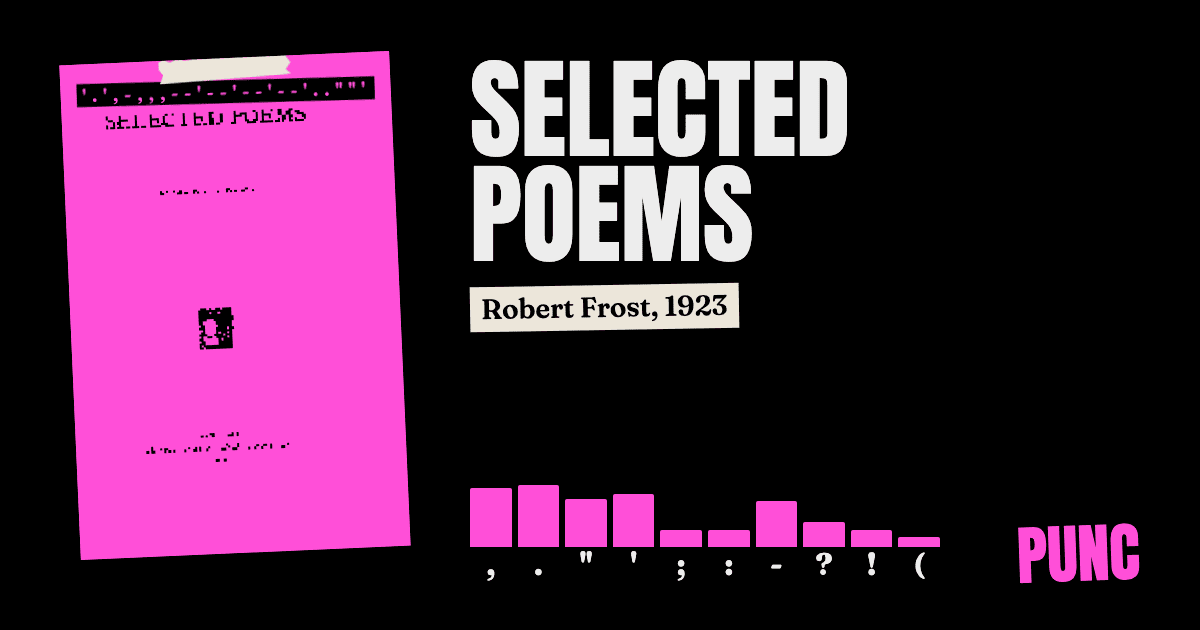 '.',-,,,--'--'--'--'..""'
SELECTED POEMS
SELECTED
POEMS
Robert Frost, 1923
, . " ' ; : - ? ! (
PUNC